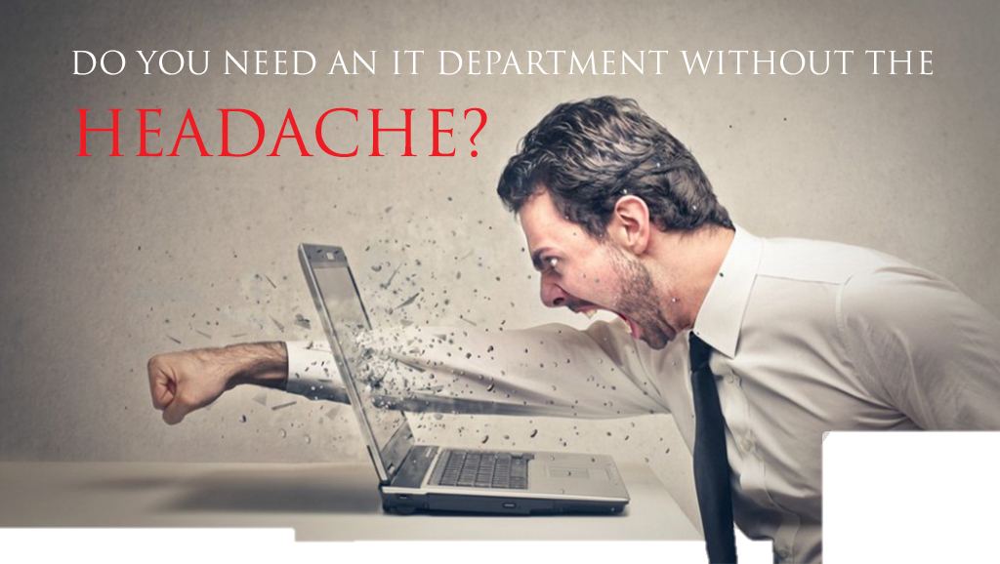 DO YOU NEED AN IT DEPARTMENT WITHOUT THE
HEADACHE?